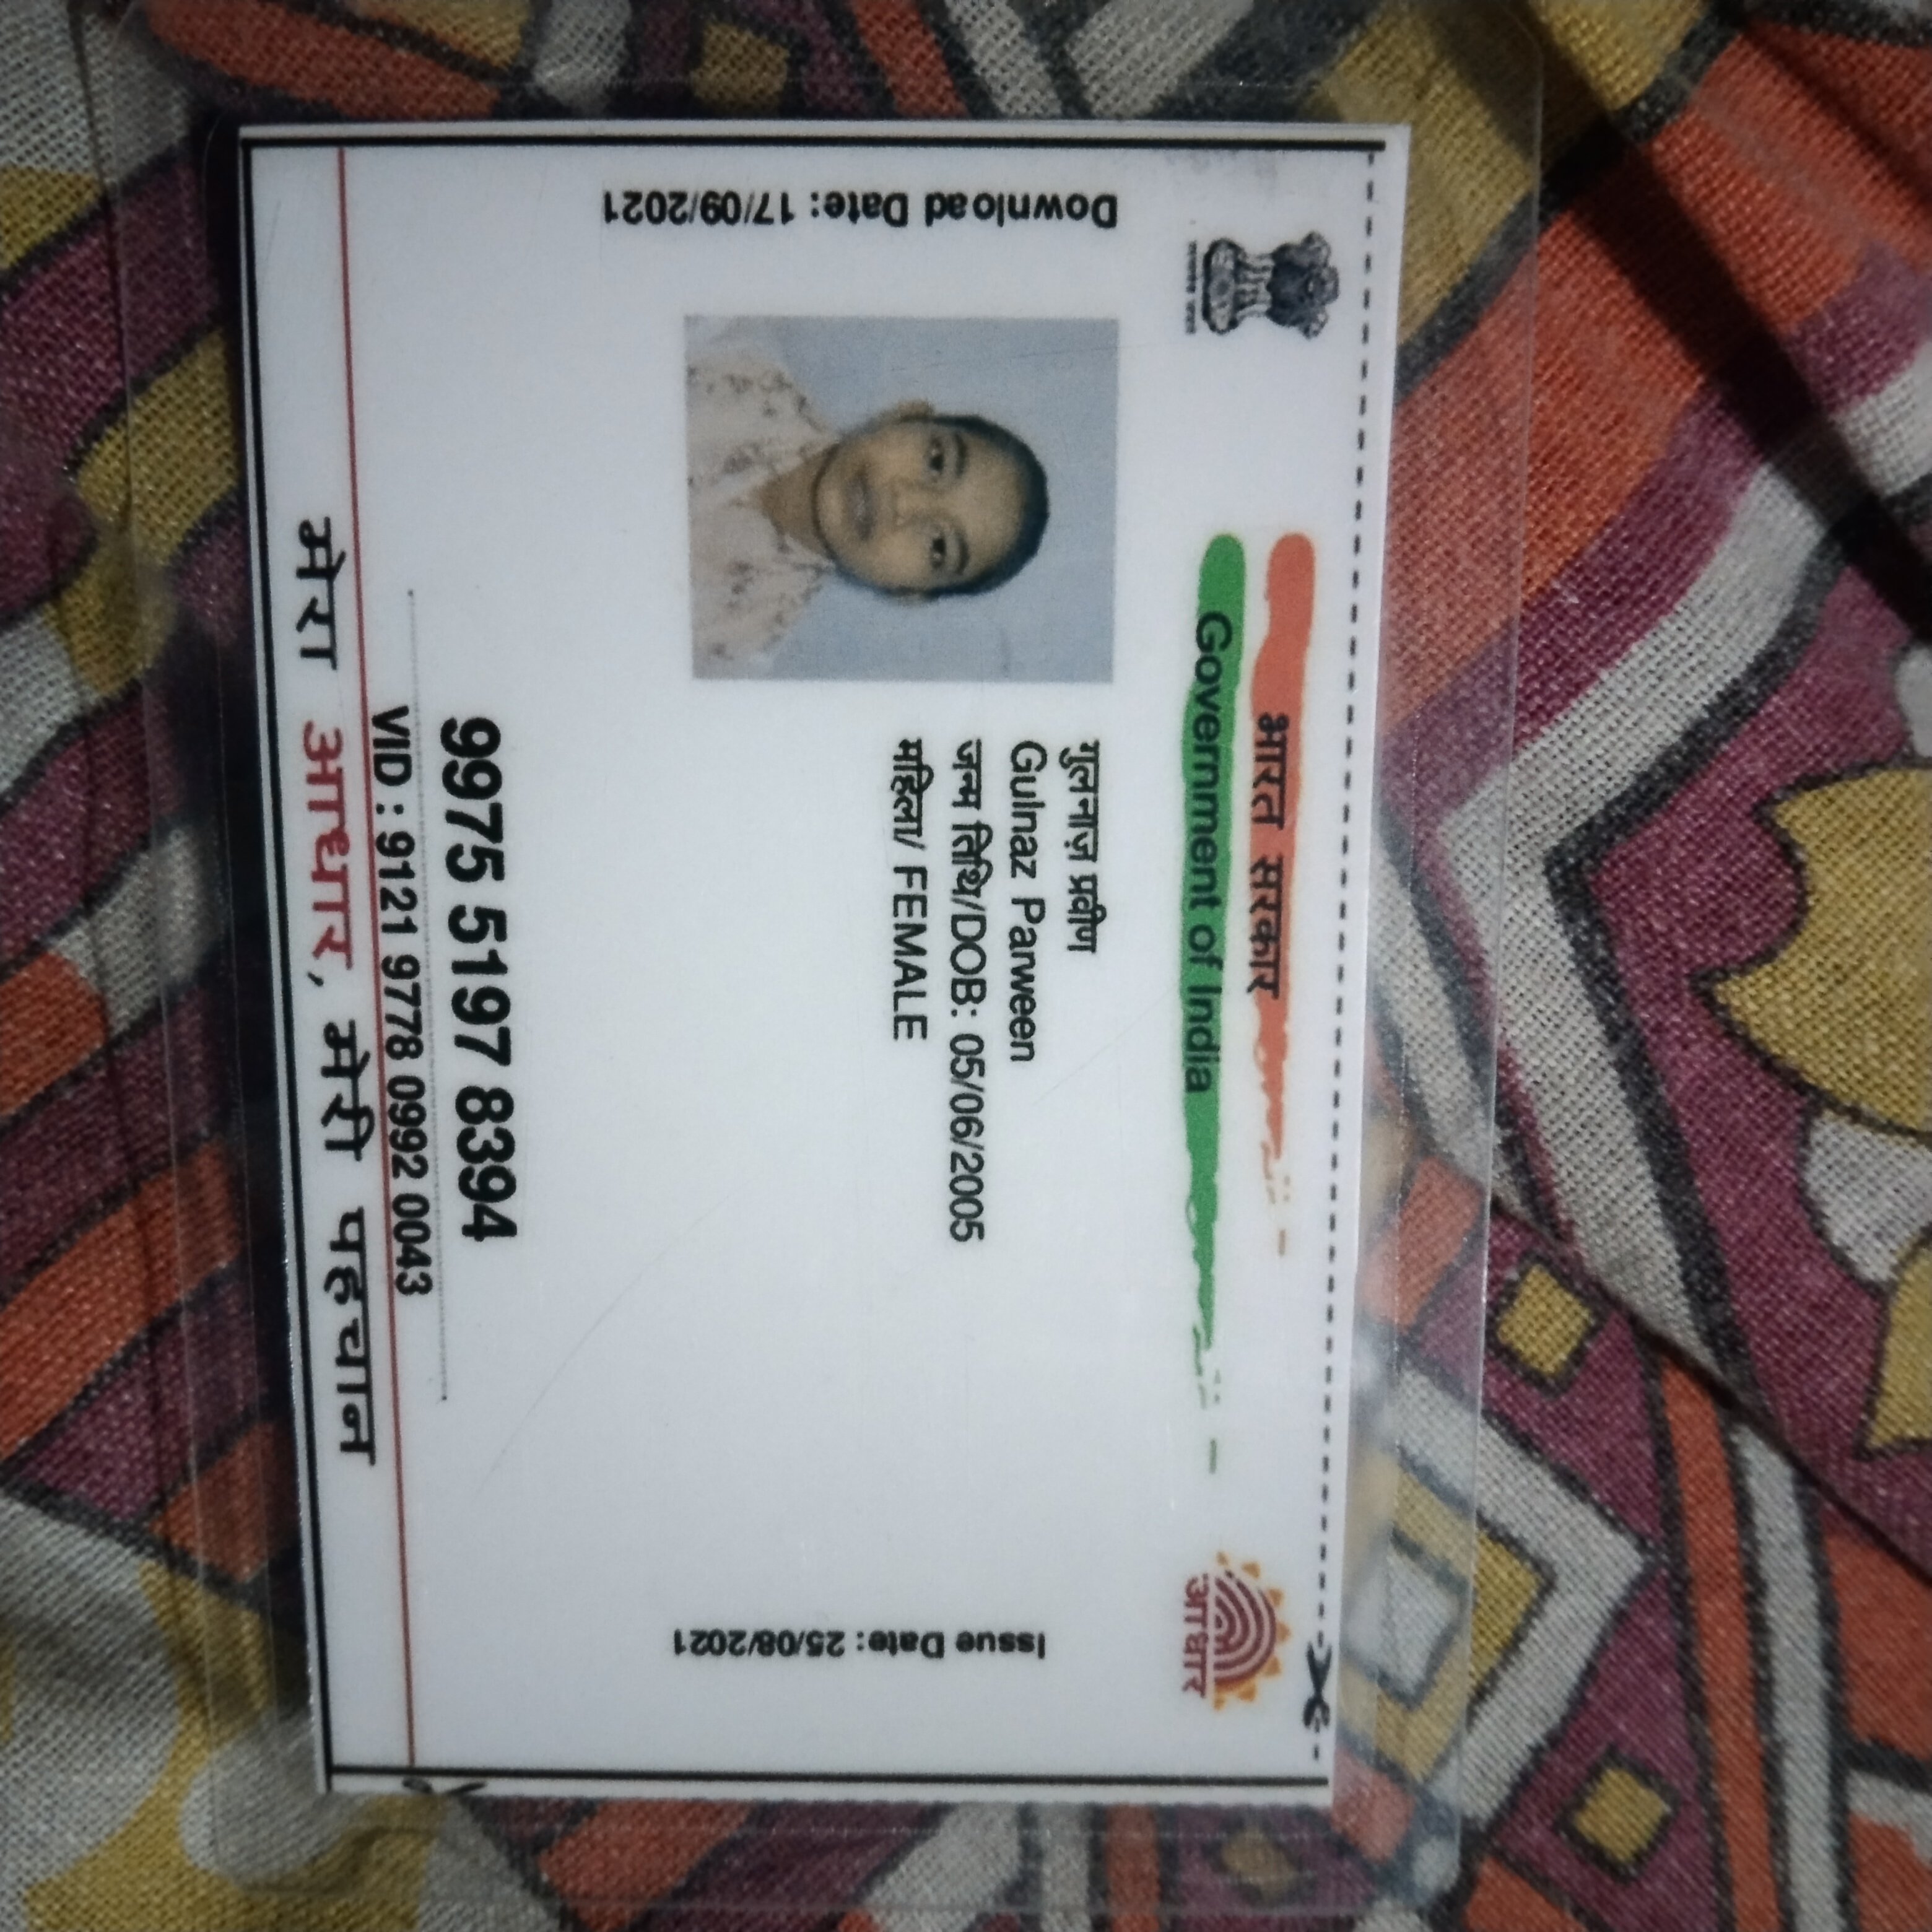 भारत सरकार
Government of India
Download Date: 17/09/2021
गुलनाज़ प्रवीण
Gulnaz Parween
जन्म तिथि/DOB: 05/06/2005
महिला/ FEMALE
Issue Date: 25/08/2021
आधार
9975 5197 8394
VID : 9121 9778 0992 0043
मेरा आधार, मेरी पहचान